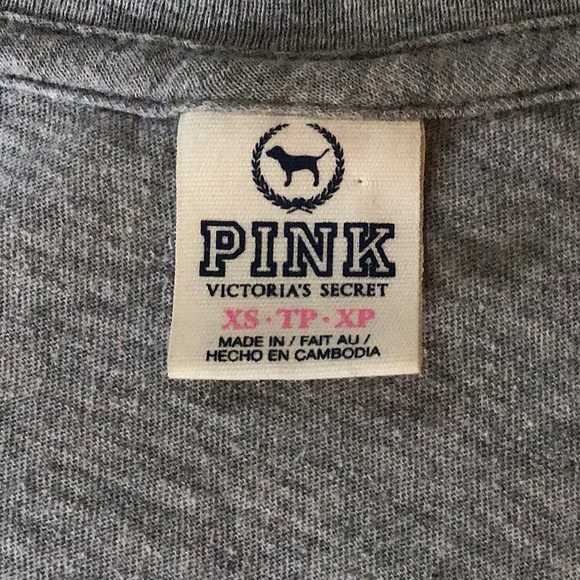 PINK
VICTORIA'S SECRET
XS · TP · XP
MADE IN / FAIT AU /
HECHO EN CAMBODIA